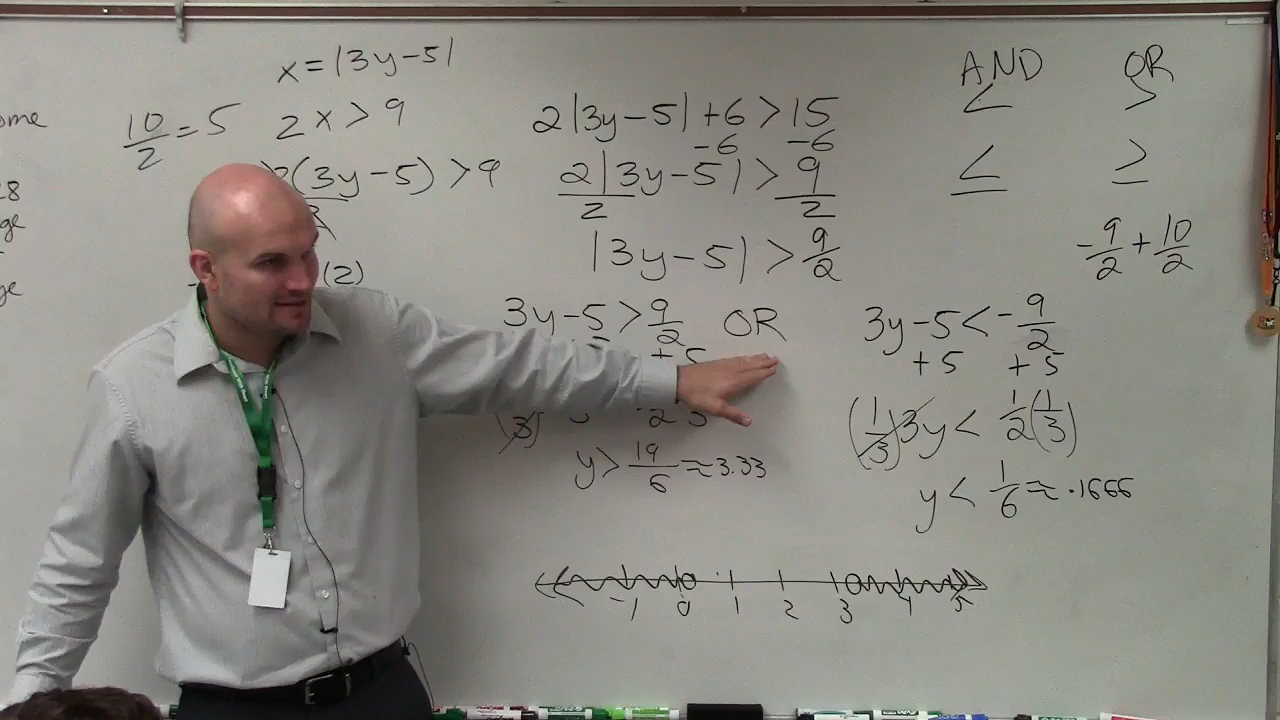 x = |3y - 5|
10/2 = 5
2x > 9
2(3y - 5) > 9
(2)
ome
28
ge
ge
2|3y - 5| + 6 > 15
-6 -6
2|3y - 5| > 9
2 2
|3y - 5| > 9/2
3y - 5 > 9/2 OR 3y - 5 < -9/2
+5 +5 +5
(1/3) 3y < 1/2 (1/3)
y > 19/6 ≈ 3.33
y < 1/6 ≈ .1666
-1 0 1 2 3 4 5
AND OR
< >
≤ ≥
-9/2 + 10/2